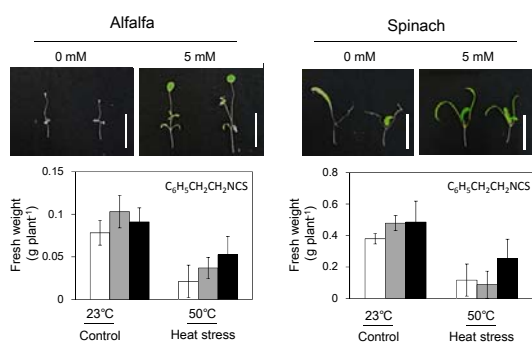 Alfalfa
0 mM 5 mM
Fresh weight
(g plant⁻¹)
0.15
0.1
0.05
0
C₆H₅CH₂CH₂NCS
23℃ 50℃
Control Heat stress
Spinach
0 mM 5 mM
Fresh weight
(g plant⁻¹)
0.8
0.6
0.4
0.2
0
C₆H₅CH₂CH₂NCS
23℃ 50℃
Control Heat stress